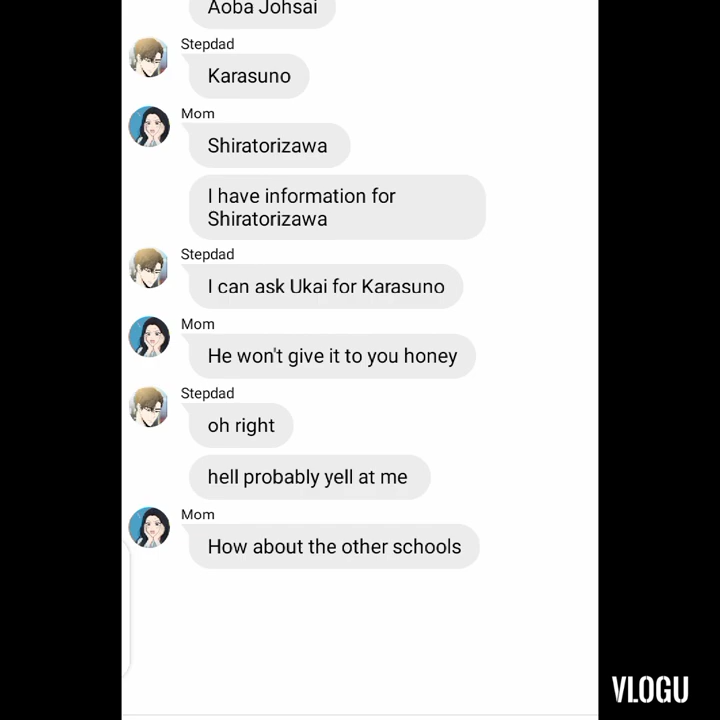 Aoba Johsai
Stepdad
Karasuno
Mom
Shiratorizawa
I have information for
Shiratorizawa
Stepdad
I can ask Ukai for Karasuno
Mom
He won't give it to you honey
Stepdad
oh right
hell probably yell at me
Mom
How about the other schools
VLOGU